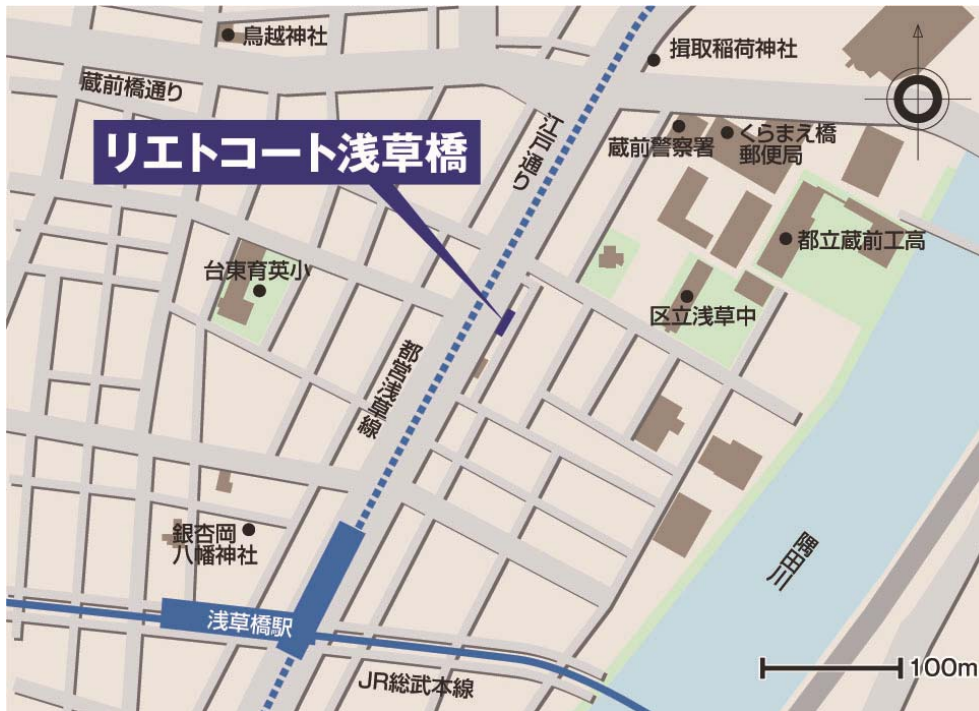 鳥越神社
揖取稲荷神社
蔵前橋通り
江戸通り
蔵前警察署
くらまえ橋
郵便局
リエトコート浅草橋
都立蔵前工高
台東育英小
区立浅草中
都営浅草線
銀杏岡
八幡神社
隅田川
浅草橋駅
JR総武本線
100m